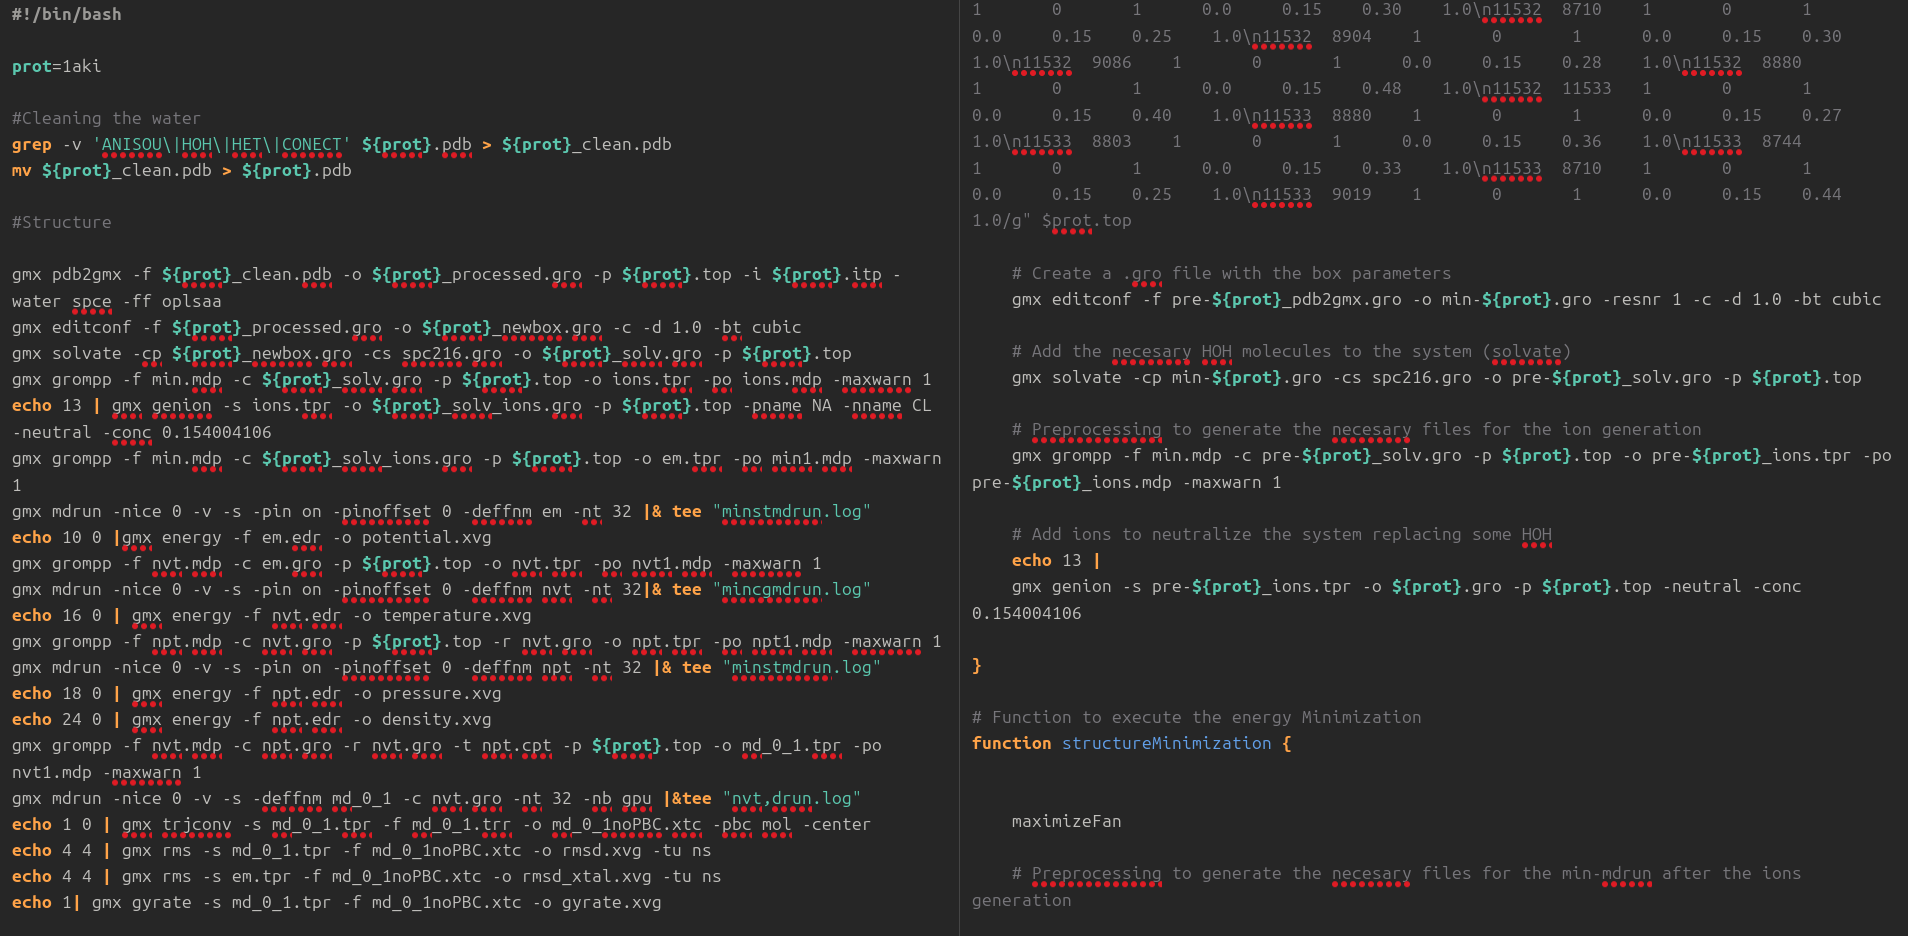 #!/bin/bash
prot=1aki
#Cleaning the water
grep -v 'ANISOU\|HOH\|HET\|CONECT' ${prot}.pdb > ${prot}_clean.pdb
mv ${prot}_clean.pdb > ${prot}.pdb
#Structure
gmx pdb2gmx -f ${prot}_clean.pdb -o ${prot}_processed.gro -p ${prot}.top -i ${prot}.itp -
water spce -ff oplsaa
gmx editconf -f ${prot}_processed.gro -o ${prot}_newbox.gro -c -d 1.0 -bt cubic
gmx solvate -cp ${prot}_newbox.gro -cs spc216.gro -o ${prot}_solv.gro -p ${prot}.top
gmx grompp -f min.mdp -c ${prot}_solv.gro -p ${prot}.top -o ions.tpr -po ions.mdp -maxwarn 1
echo 13 | gmx genion -s ions.tpr -o ${prot}_solv_ions.gro -p ${prot}.top -pname NA -nname CL
-neutral -conc 0.154004106
gmx grompp -f min.mdp -c ${prot}_solv_ions.gro -p ${prot}.top -o em.tpr -po min1.mdp -maxwarn
1
gmx mdrun -nice 0 -v -s -pin on -pinoffset 0 -deffnm em -nt 32 |& tee "minstmdrun.log"
echo 10 0 |gmx energy -f em.edr -o potential.xvg
gmx grompp -f nvt.mdp -c em.gro -p ${prot}.top -o nvt.tpr -po nvt1.mdp -maxwarn 1
gmx mdrun -nice 0 -v -s -pin on -pinoffset 0 -deffnm nvt -nt 32|& tee "mincgmdrun.log"
echo 16 0 | gmx energy -f nvt.edr -o temperature.xvg
gmx grompp -f npt.mdp -c nvt.gro -p ${prot}.top -r nvt.gro -o npt.tpr -po npt1.mdp -maxwarn 1
gmx mdrun -nice 0 -v -s -pin on -pinoffset 0 -deffnm npt -nt 32 |& tee "minstmdrun.log"
echo 18 0 | gmx energy -f npt.edr -o pressure.xvg
echo 24 0 | gmx energy -f npt.edr -o density.xvg
gmx grompp -f nvt.mdp -c npt.gro -r nvt.gro -t npt.cpt -p ${prot}.top -o md_0_1.tpr -po
nvt1.mdp -maxwarn 1
gmx mdrun -nice 0 -v -s -deffnm md_0_1 -c nvt.gro -nt 32 -nb gpu |&tee "nvt,drun.log"
echo 1 0 | gmx trjconv -s md_0_1.tpr -f md_0_1.trr -o md_0_1noPBC.xtc -pbc mol -center
echo 4 4 | gmx rms -s md_0_1.tpr -f md_0_1noPBC.xtc -o rmsd.xvg -tu ns
echo 4 4 | gmx rms -s em.tpr -f md_0_1noPBC.xtc -o rmsd_xtal.xvg -tu ns
echo 1| gmx gyrate -s md_0_1.tpr -f md_0_1noPBC.xtc -o gyrate.xvg
1 0 1 0.0 0.15 0.30 1.0\n11532 8710 1 0 1
0.0 0.15 0.25 1.0\n11532 8904 1 0 1 0.0 0.15 0.30
1.0\n11532 9086 1 0 1 0.0 0.15 0.28 1.0\n11532 8880
1 0 1 0.0 0.15 0.48 1.0\n11532 11533 1 0 1
0.0 0.15 0.40 1.0\n11533 8880 1 0 1 0.0 0.15 0.27
1.0\n11533 8803 1 0 1 0.0 0.15 0.36 1.0\n11533 8744
1 0 1 0.0 0.15 0.33 1.0\n11533 8710 1 0 1
0.0 0.15 0.25 1.0\n11533 9019 1 0 1 0.0 0.15 0.44
1.0/g" $prot.top
# Create a .gro file with the box parameters
gmx editconf -f pre-${prot}_pdb2gmx.gro -o min-${prot}.gro -resnr 1 -c -d 1.0 -bt cubic
# Add the necesary HOH molecules to the system (solvate)
gmx solvate -cp min-${prot}.gro -cs spc216.gro -o pre-${prot}_solv.gro -p ${prot}.top
# Preprocessing to generate the necesary files for the ion generation
gmx grompp -f min.mdp -c pre-${prot}_solv.gro -p ${prot}.top -o pre-${prot}_ions.tpr -po
pre-${prot}_ions.mdp -maxwarn 1
# Add ions to neutralize the system replacing some HOH
echo 13 |
gmx genion -s pre-${prot}_ions.tpr -o ${prot}.gro -p ${prot}.top -neutral -conc
0.154004106
}
# Function to execute the energy Minimization
function structureMinimization {
maximizeFan
# Preprocessing to generate the necesary files for the min-mdrun after the ions
generation